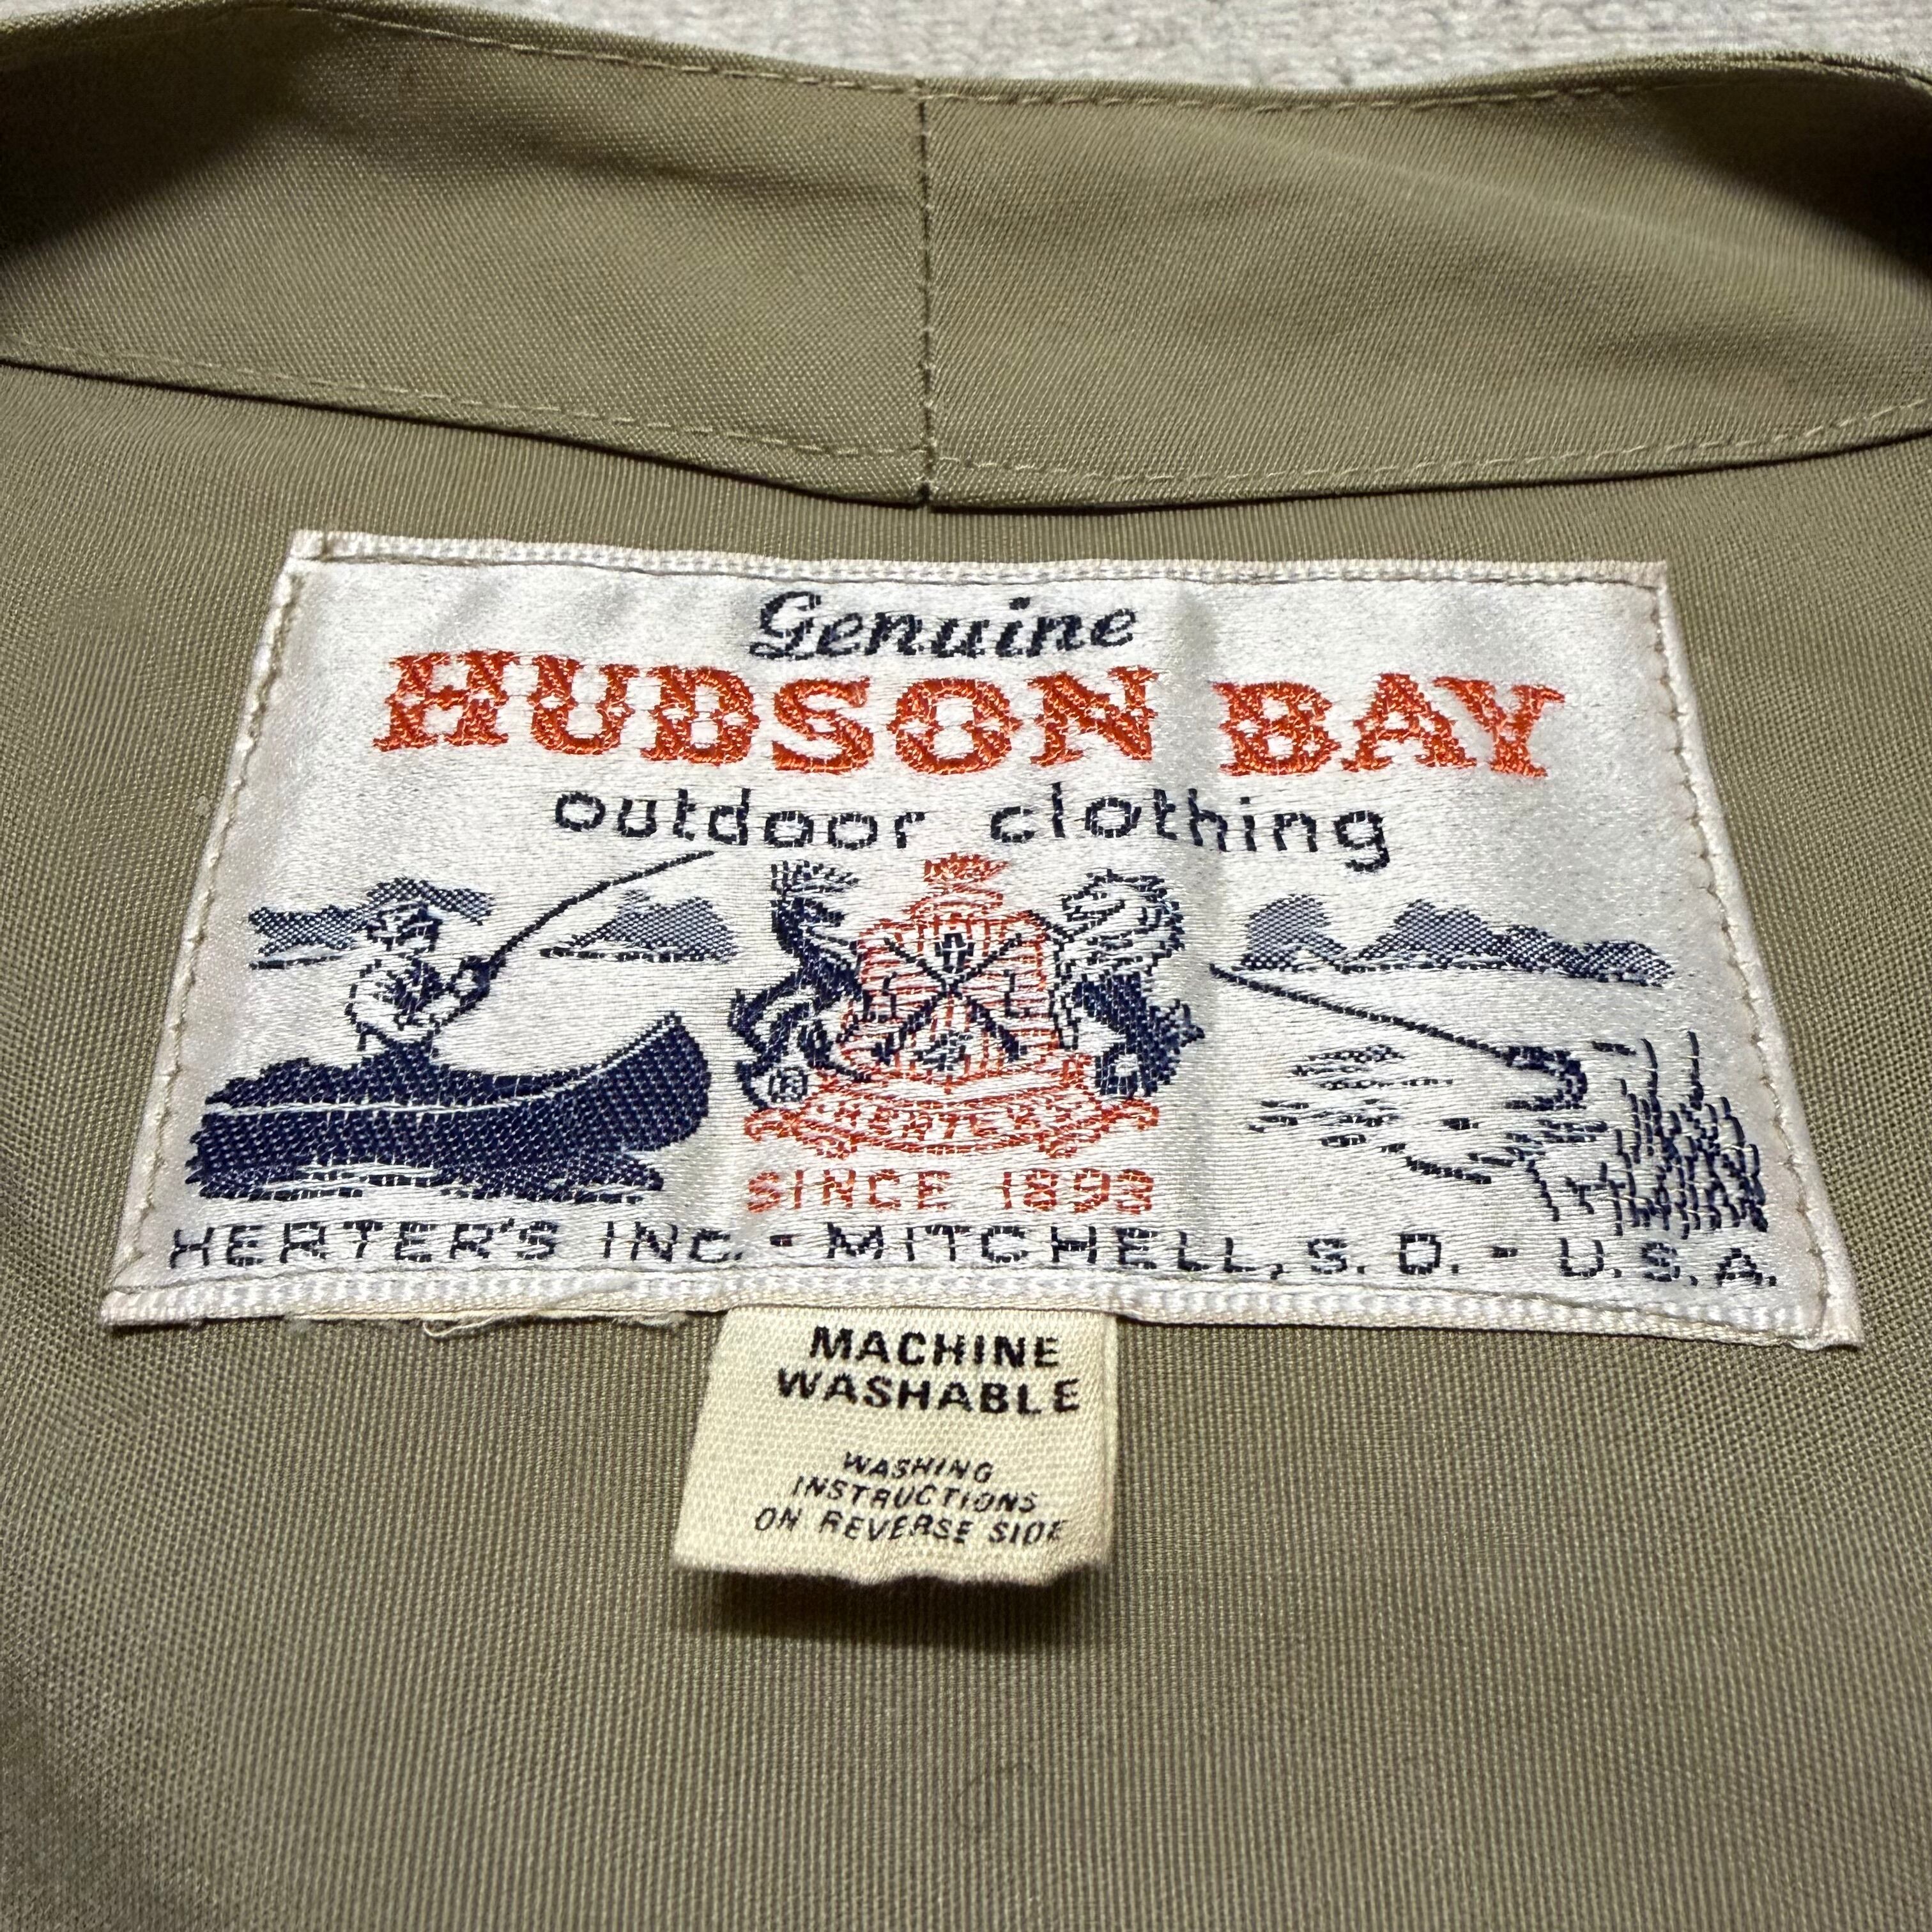 Genuine
HUDSON BAY
outdoor clothing
HERTER'S
SINCE 1893
HERTER'S INC. - MITCHELL, S. D. - U.S.A.
MACHINE
WASHABLE
WASHING
INSTRUCTIONS
ON REVERSE SIDE